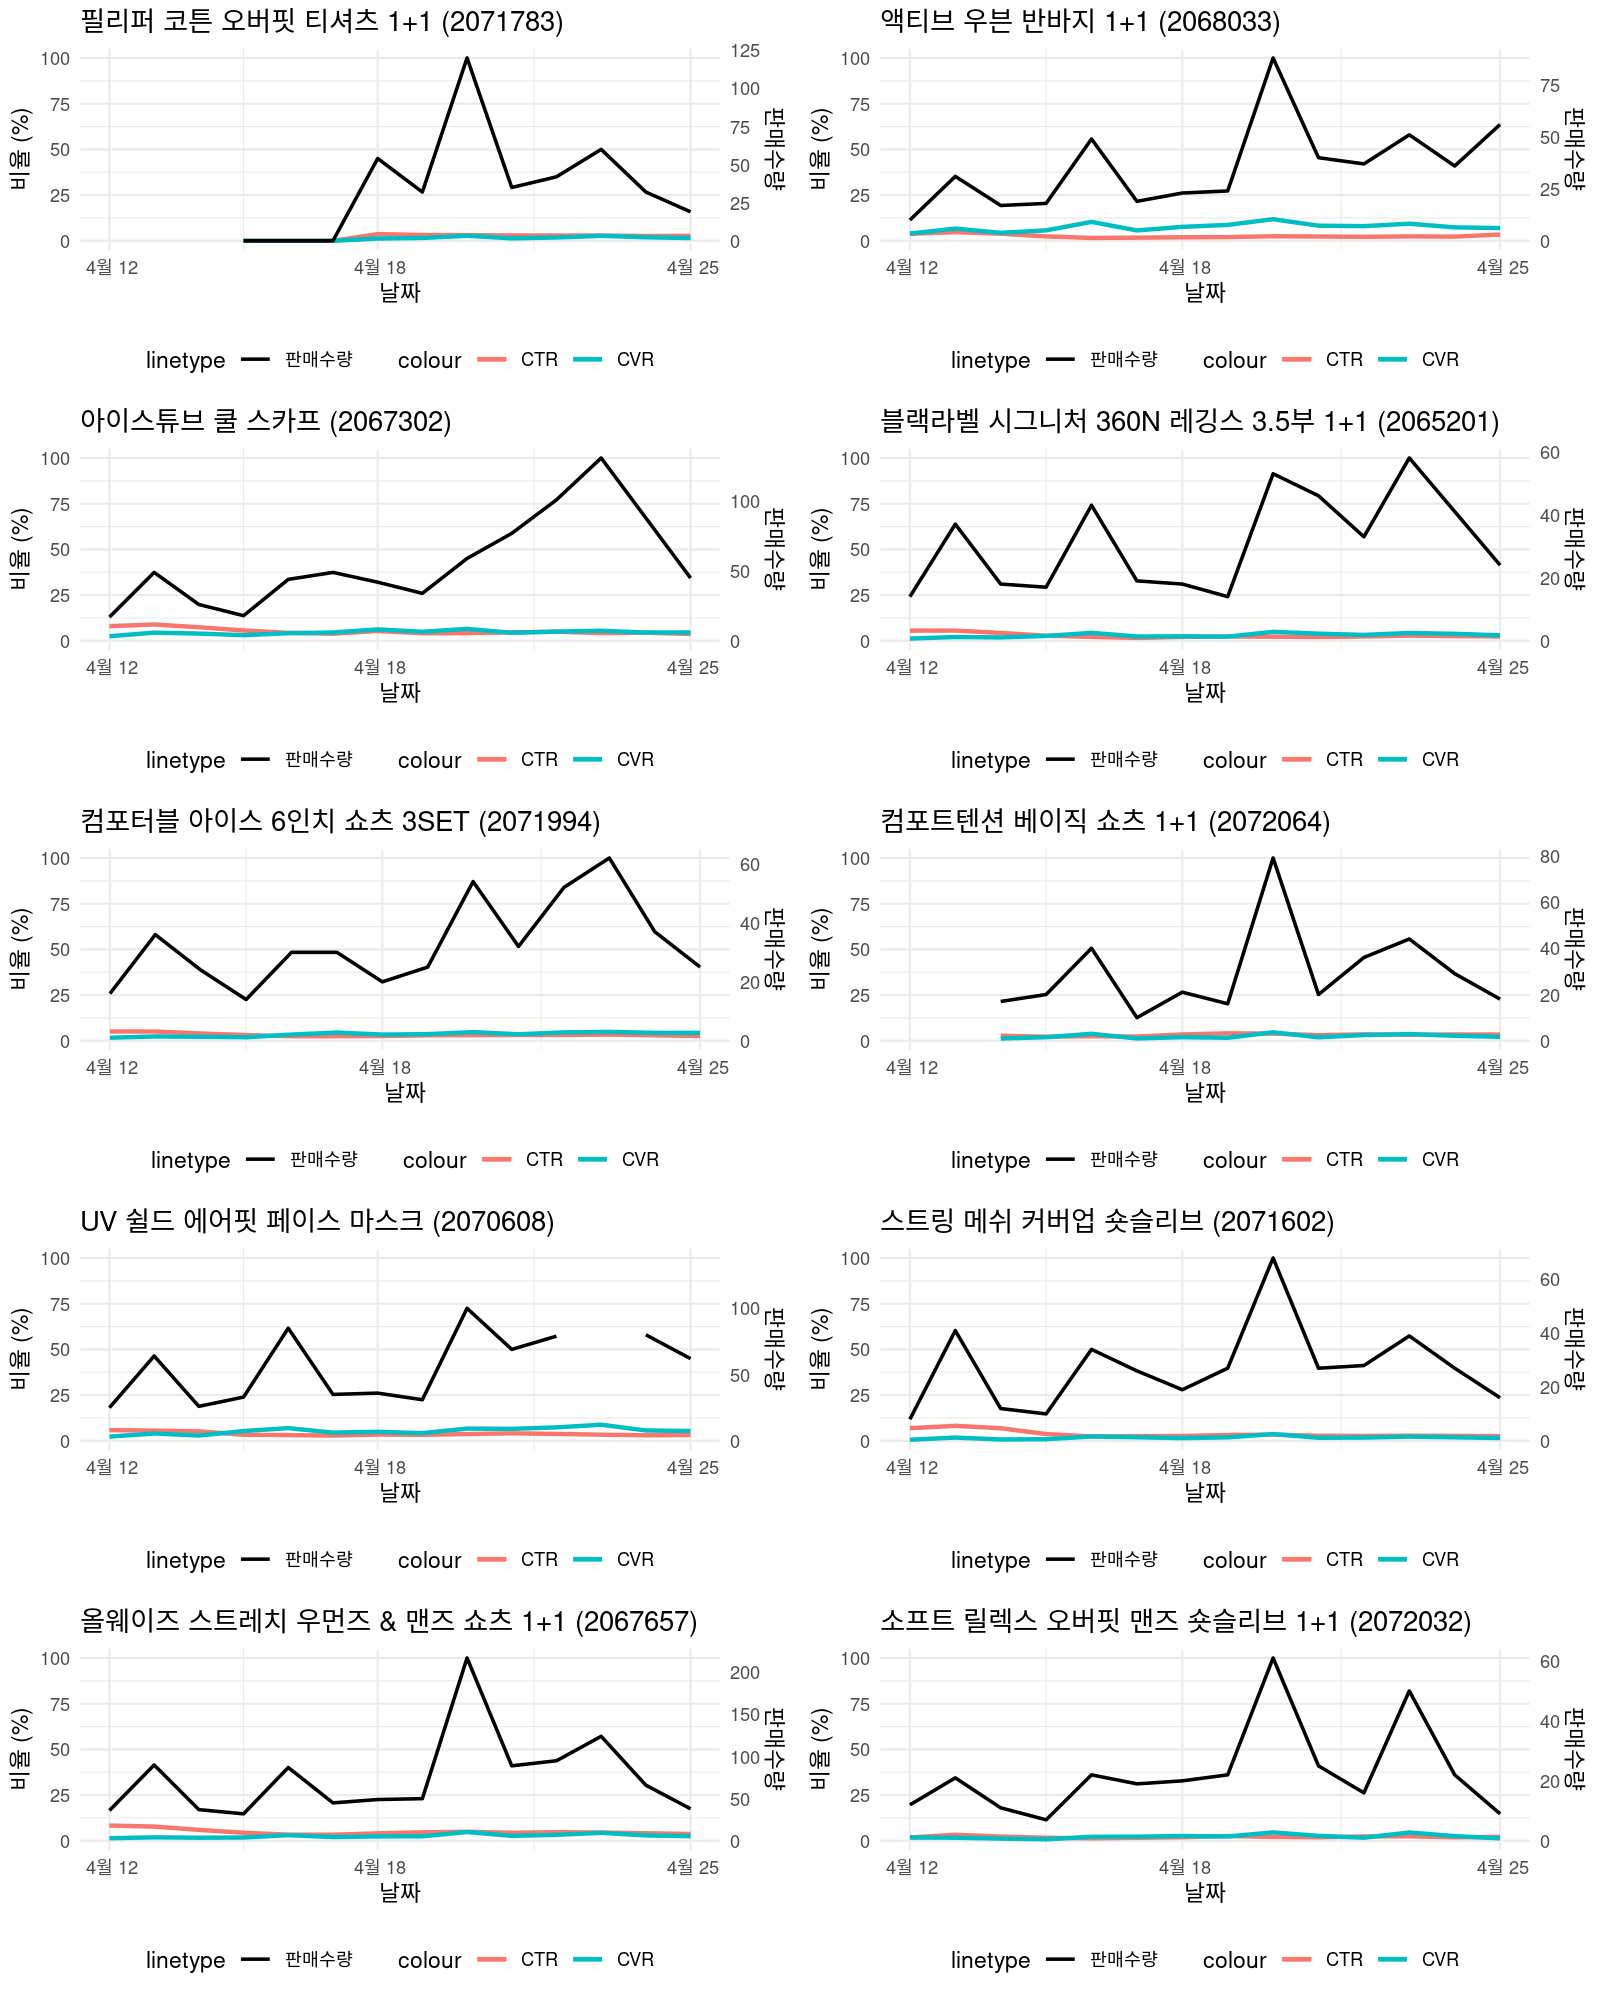 필리퍼 코튼 오버핏 티셔츠 1+1 (2071783)
비율 (%)
100
75
50
25
0
125
100
75
50
25
0
판매수량
4월 12
4월 18
4월 25
날짜
linetype 판매수량 colour CTR CVR
액티브 우븐 반바지 1+1 (2068033)
비율 (%)
100
75
50
25
0
75
50
25
0
판매수량
4월 12
4월 18
4월 25
날짜
linetype 판매수량 colour CTR CVR
아이스튜브 쿨 스카프 (2067302)
비율 (%)
100
75
50
25
0
100
50
0
판매수량
4월 12
4월 18
4월 25
날짜
linetype 판매수량 colour CTR CVR
블랙라벨 시그니처 360N 레깅스 3.5부 1+1 (2065201)
비율 (%)
100
75
50
25
0
60
40
20
0
판매수량
4월 12
4월 18
4월 25
날짜
linetype 판매수량 colour CTR CVR
컴포터블 아이스 6인치 쇼츠 3SET (2071994)
비율 (%)
100
75
50
25
0
60
40
20
0
판매수량
4월 12
4월 18
4월 25
날짜
linetype 판매수량 colour CTR CVR
컴포트텐션 베이직 쇼츠 1+1 (2072064)
비율 (%)
100
75
50
25
0
80
60
40
20
0
판매수량
4월 12
4월 18
4월 25
날짜
linetype 판매수량 colour CTR CVR
UV 쉴드 에어핏 페이스 마스크 (2070608)
비율 (%)
100
75
50
25
0
100
50
0
판매수량
4월 12
4월 18
4월 25
날짜
linetype 판매수량 colour CTR CVR
스트링 메쉬 커버업 숏슬리브 (2071602)
비율 (%)
100
75
50
25
0
60
40
20
0
판매수량
4월 12
4월 18
4월 25
날짜
linetype 판매수량 colour CTR CVR
올웨이즈 스트레치 우먼즈 & 맨즈 쇼츠 1+1 (2067657)
비율 (%)
100
75
50
25
0
200
150
100
50
0
판매수량
4월 12
4월 18
4월 25
날짜
linetype 판매수량 colour CTR CVR
소프트 릴렉스 오버핏 맨즈 숏슬리브 1+1 (2072032)
비율 (%)
100
75
50
25
0
60
40
20
0
판매수량
4월 12
4월 18
4월 25
날짜
linetype 판매수량 colour CTR CVR